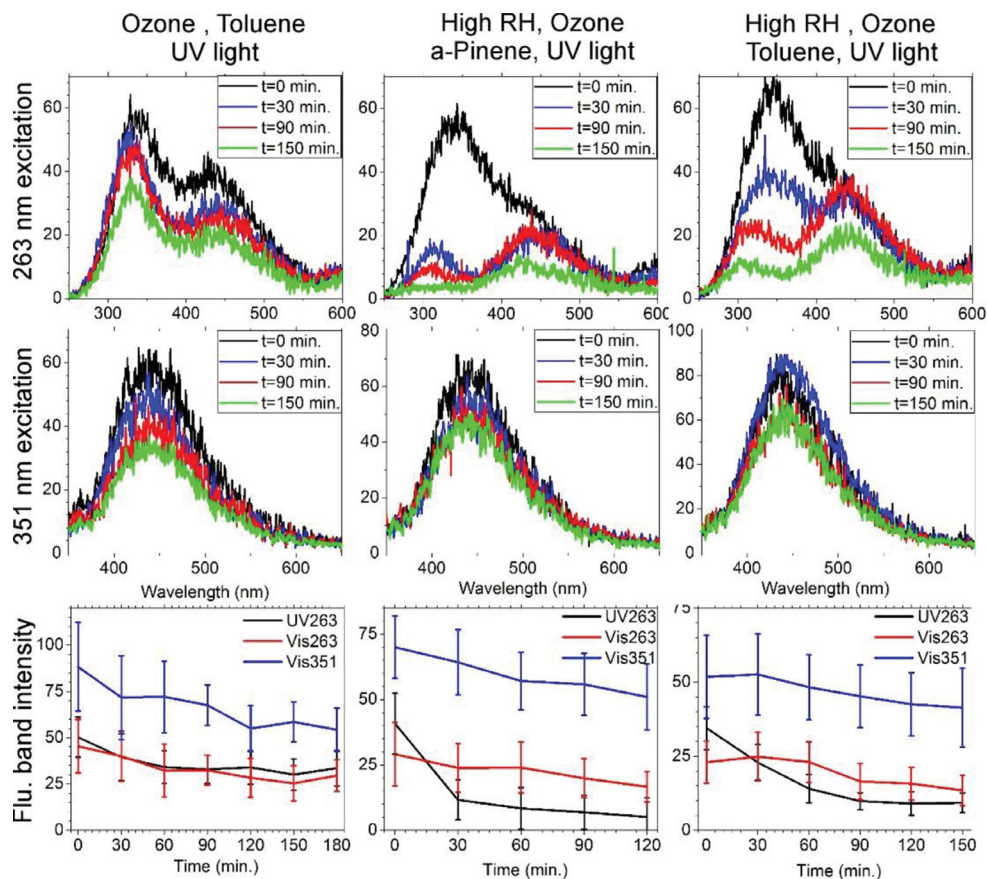 Ozone , Toluene
UV light
High RH, Ozone
a-Pinene, UV light
High RH , Ozone
Toluene, UV light
263 nm excitation
60
40
20
0
t=0 min.
t=30 min.
t=90 min.
t=150 min.
300 400 500 600
60
40
20
0
t=0 min.
t=30 min.
t=90 min.
t=150 min.
300 400 500 600
60
40
20
0
t=0 min.
t=30 min.
t=90 min.
t=150 min.
300 400 500 600
351 nm excitation
60
40
20
0
t=0 min.
t=30 min.
t=90 min.
t=150 min.
400 500 600
Wavelength (nm)
80
60
40
20
0
t=0 min.
t=30 min.
t=90 min.
t=150 min.
400 500 600
Wavelength (nm)
100
80
60
40
20
0
t=0 min.
t=30 min.
t=90 min.
t=150 min.
400 500 600
Wavelength (nm)
Flu. band intensity
100
75
50
25
0
UV263
Vis263
Vis351
0 30 60 90 120 150 180
Time (min.)
75
50
25
0
UV263
Vis263
Vis351
0 30 60 90 120
Time (min.)
75
50
25
0
UV263
Vis263
Vis351
0 30 60 90 120 150
Time (min.)